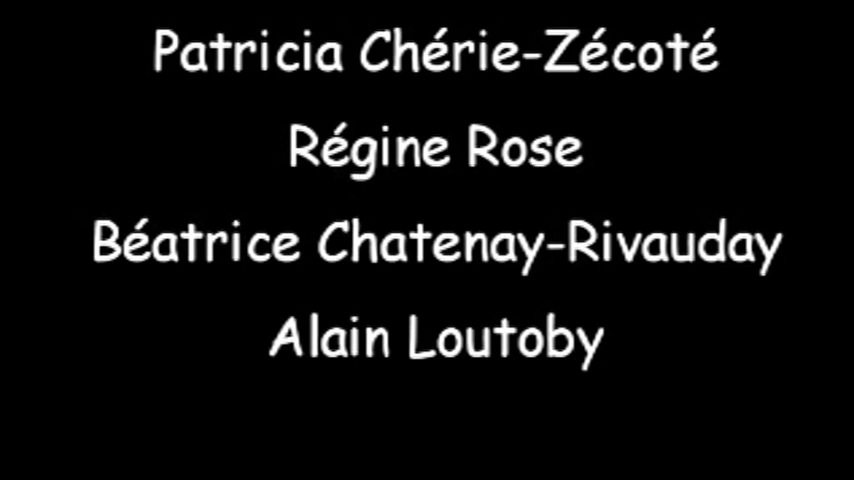 Patricia Chérie-Zécoté
Régine Rose
Béatrice Chatenay-Rivauday
Alain Loutoby